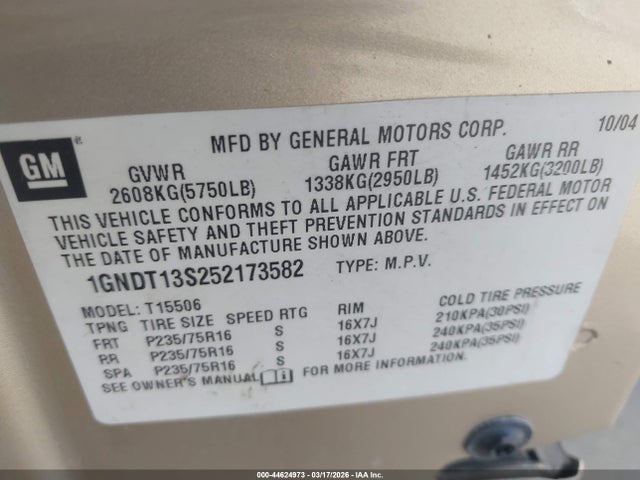 GM
MFD BY GENERAL MOTORS CORP. 10/04
GVWR GAWR FRT GAWR RR
2608KG(5750LB) 1338KG(2950LB) 1452KG(3200LB)
THIS VEHICLE CONFORMS TO ALL APPLICABLE U.S. FEDERAL MOTOR
VEHICLE SAFETY AND THEFT PREVENTION STANDARDS IN EFFECT ON
THE DATE OF MANUFACTURE SHOWN ABOVE.
1GNDT13S252173582 TYPE: M.P.V.
MODEL: T15506
TPNG TIRE SIZE SPEED RTG RIM COLD TIRE PRESSURE
FRT P235/75R16 S 16X7J 210KPA(30PSI)
RR P235/75R16 S 16X7J 240KPA(35PSI)
SPA P235/75R16 S 16X7J 240KPA(35PSI)
SEE OWNER'S MANUAL FOR MORE INFORMATION.
000-44624973 — 03/17/2026 — IAA Inc.